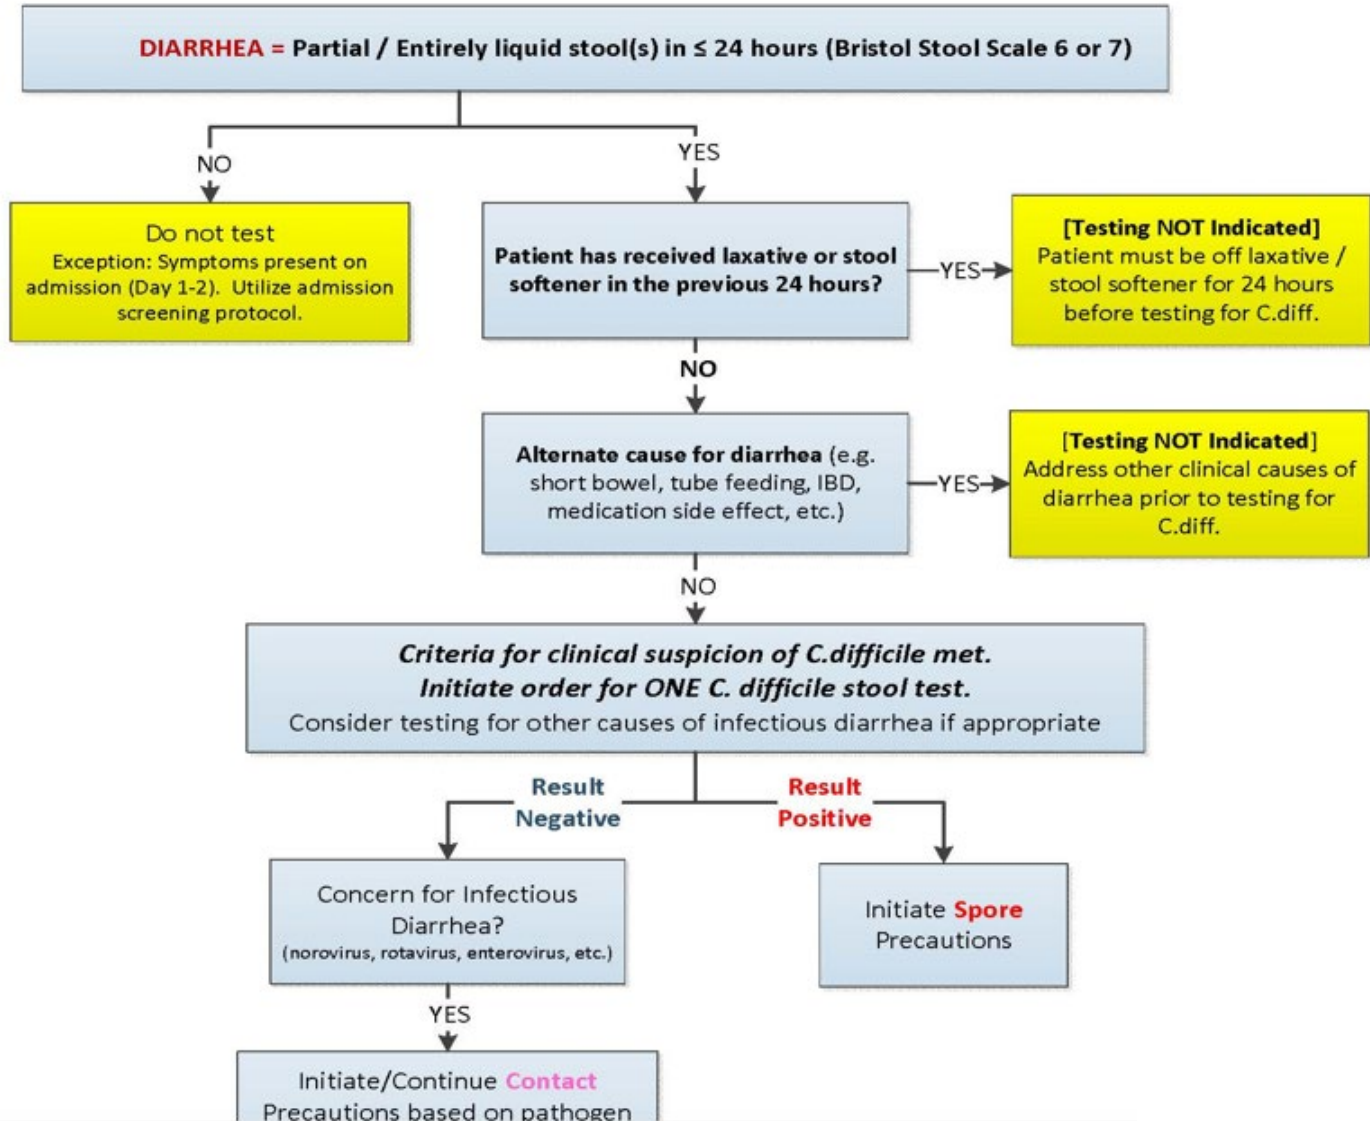 DIARRHEA = Partial / Entirely liquid stool(s) in ≤ 24 hours (Bristol Stool Scale 6 or 7)
NO
YES
Do not test
Exception: Symptoms present on
admission (Day 1-2). Utilize admission
screening protocol.
Patient has received laxative or stool
softener in the previous 24 hours?
YES
[Testing NOT Indicated]
Patient must be off laxative /
stool softener for 24 hours
before testing for C.diff.
NO
Alternate cause for diarrhea (e.g.
short bowel, tube feeding, IBD,
medication side effect, etc.)
YES
[Testing NOT Indicated]
Address other clinical causes of
diarrhea prior to testing for
C.diff.
NO
Criteria for clinical suspicion of C.difficile met.
Initiate order for ONE C. difficile stool test.
Consider testing for other causes of infectious diarrhea if appropriate
Result
Negative
Result
Positive
Concern for Infectious
Diarrhea?
(norovirus, rotavirus, enterovirus, etc.)
Initiate Spore
Precautions
YES
Initiate/Continue Contact
Precautions based on pathogen